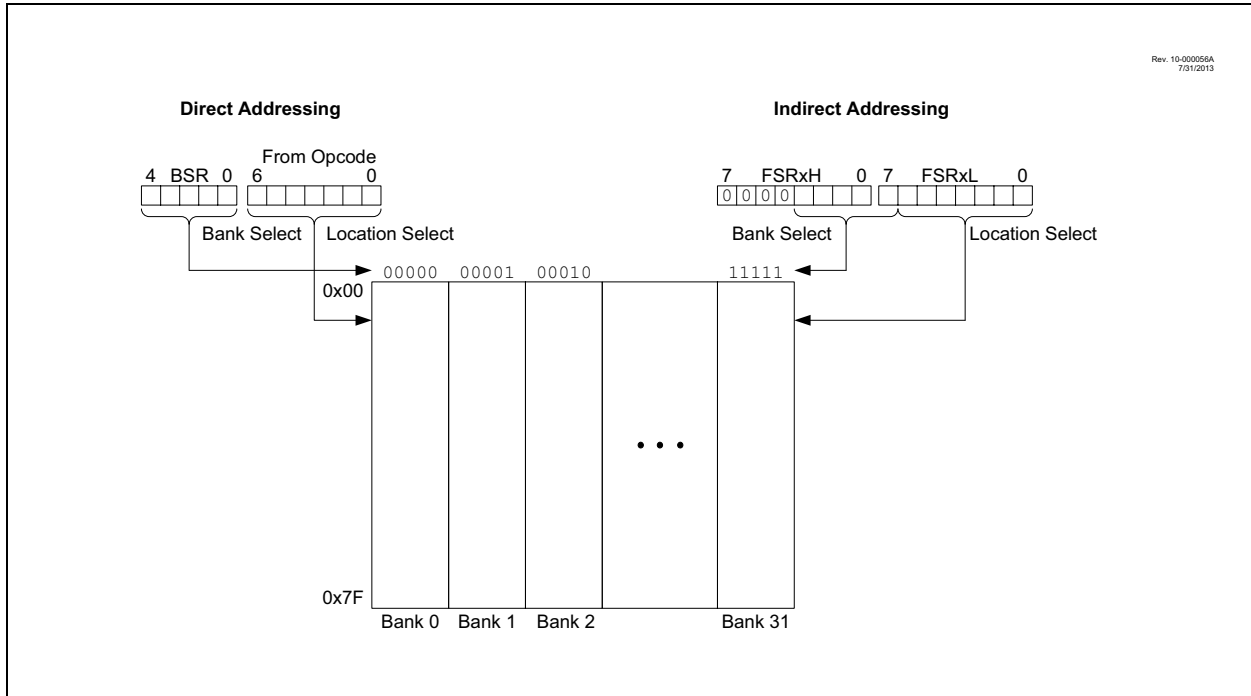 Rev. 10-000056A
7/31/2013
Direct Addressing
Indirect Addressing
From Opcode
4 BSR 0 6 0
7 FSRxH 0 7 FSRxL 0
0 0 0 0
Bank Select Location Select
Bank Select Location Select
00000 00001 00010 11111
0x00
...
0x7F
Bank 0 Bank 1 Bank 2 Bank 31